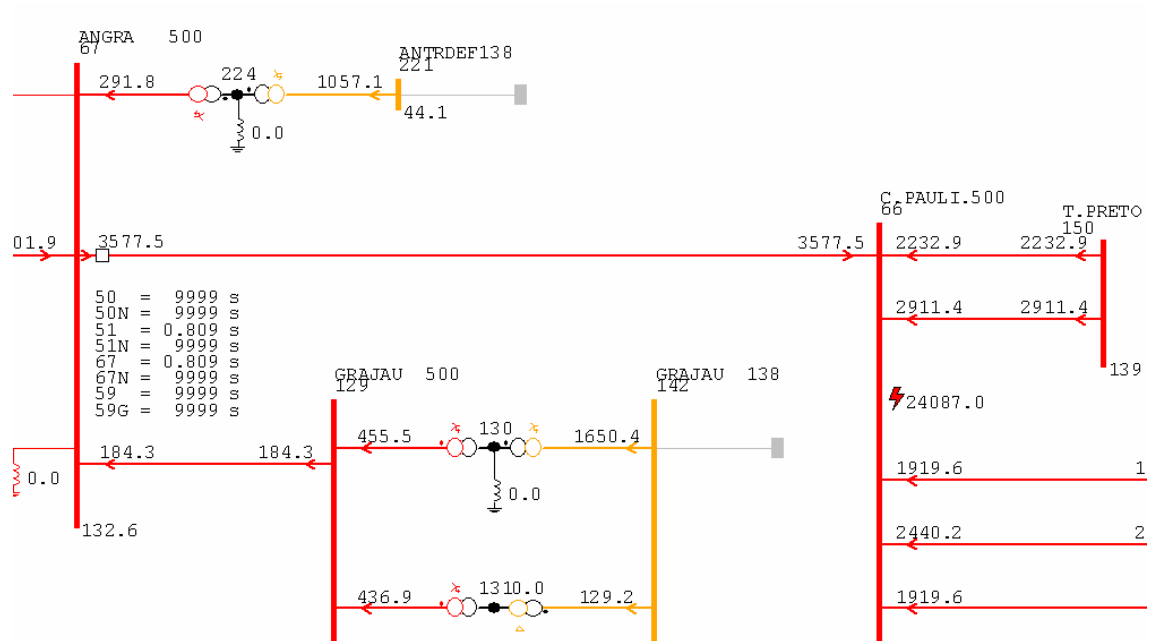 ANGRA 500
67
ANTRDEF138
221
291.8
224
1057.1
44.1
0.0
C.PAULI.500
66
T.PRETO
150
01.9
3577.5
3577.5
2232.9
2232.9
50 = 9999 s
50N = 9999 s
51 = 0.809 s
51N = 9999 s
67 = 0.809 s
67N = 9999 s
59 = 9999 s
59G = 9999 s
2911.4
2911.4
139
GRAJAU 500
129
GRAJAU 138
142
24087.0
455.5
130
1650.4
184.3
184.3
0.0
0.0
1919.6
1
132.6
2440.2
2
436.9
1310.0
129.2
1919.6